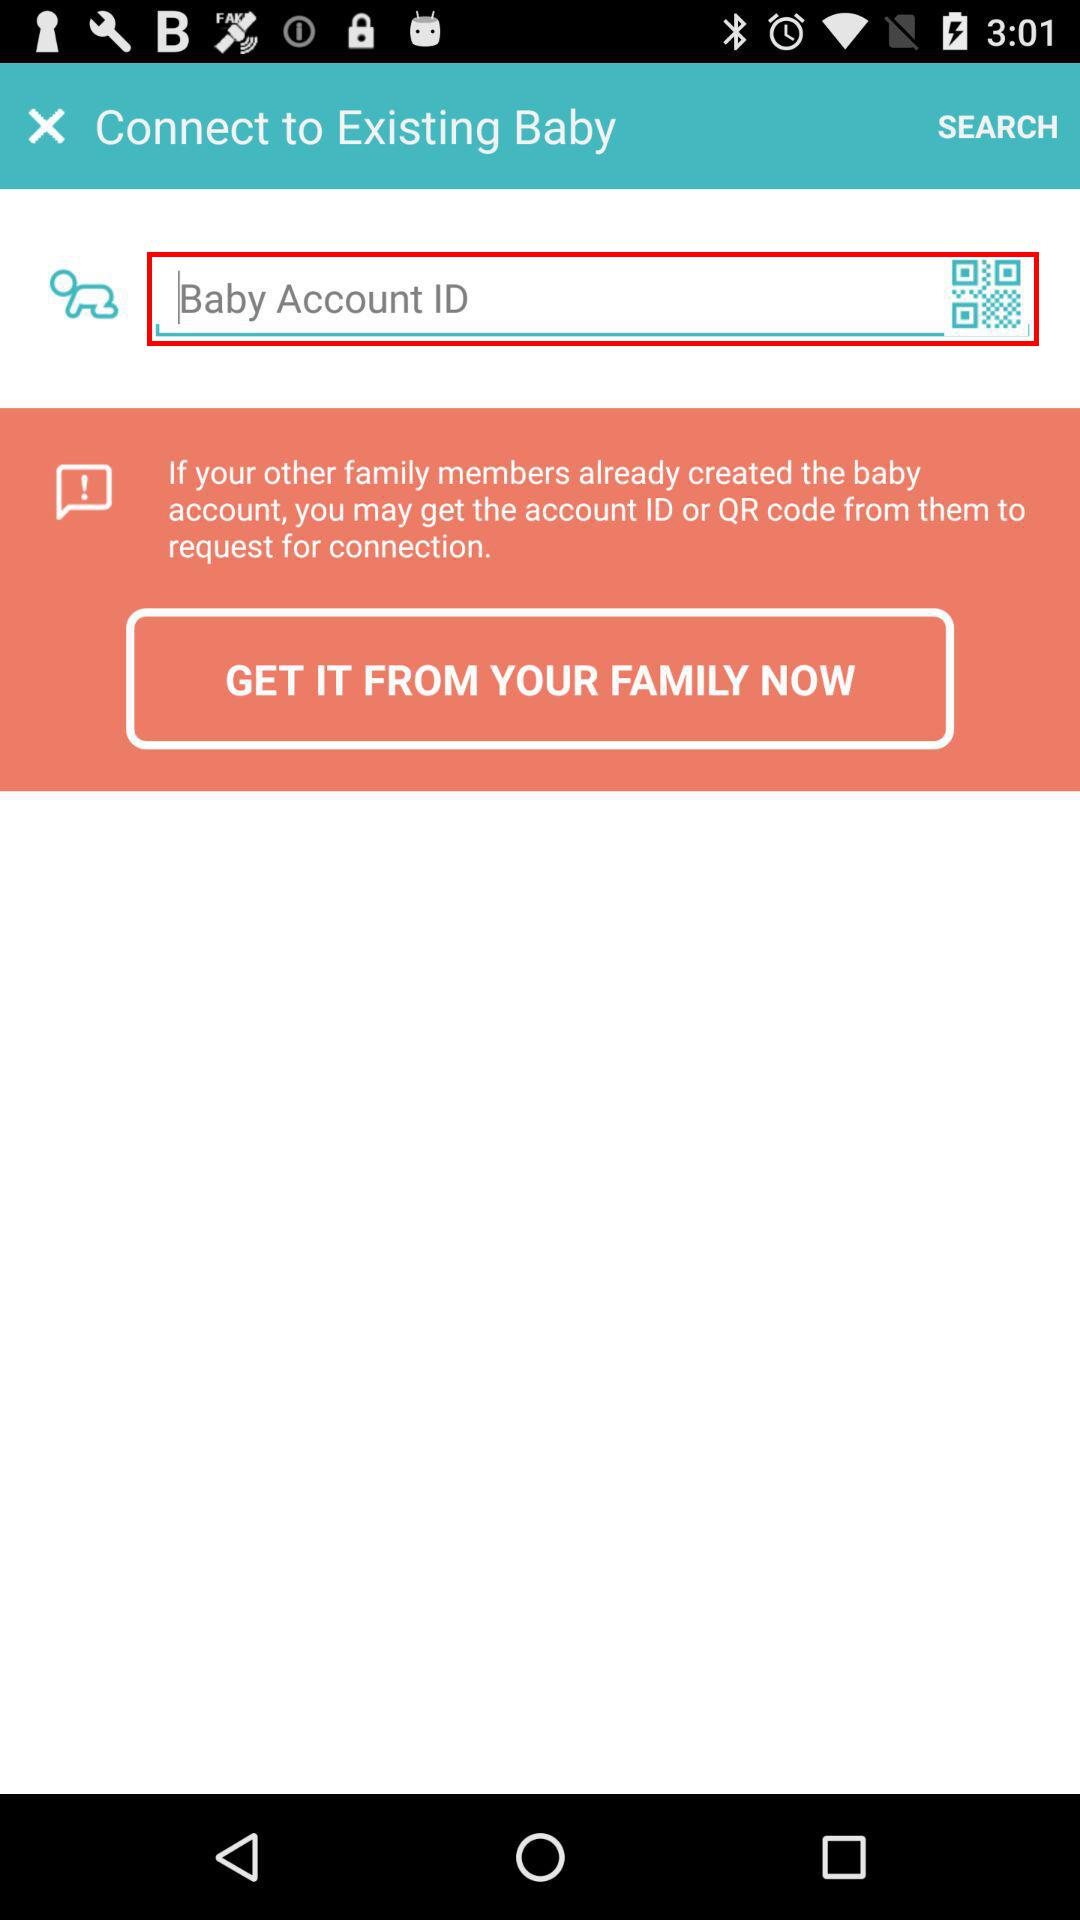 FAKE
3:01
Connect to Existing Baby
SEARCH
Baby Account ID
If your other family members already created the baby
account, you may get the account ID or QR code from them to
request for connection.
GET IT FROM YOUR FAMILY NOW